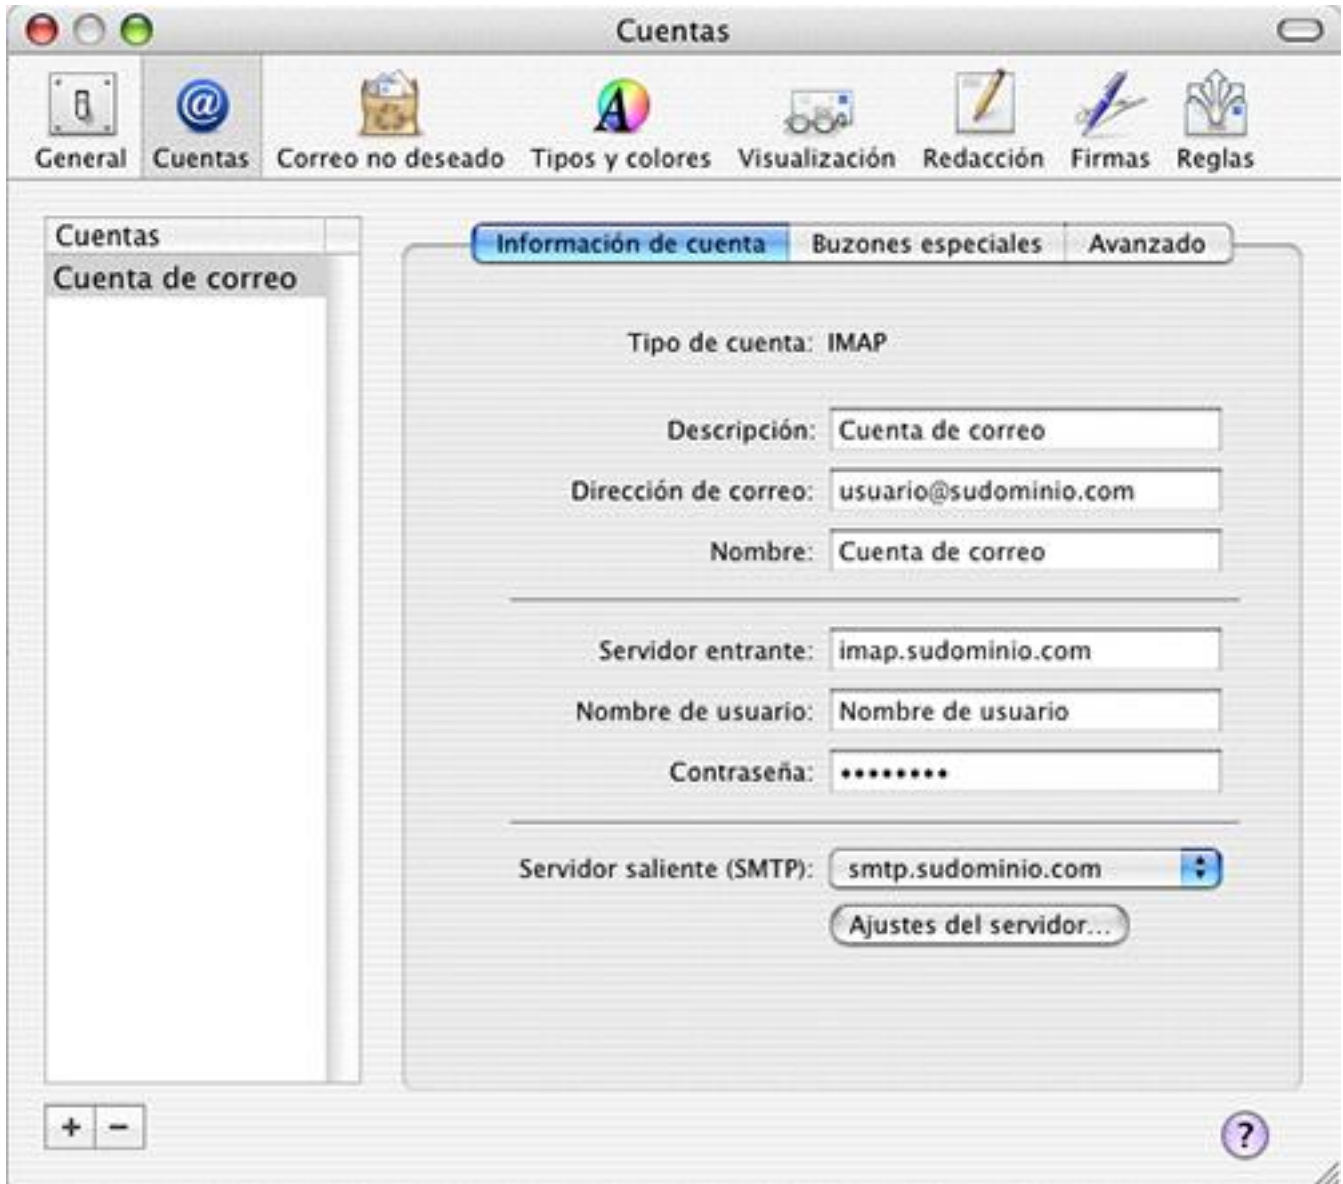 Cuentas
General Cuentas Correo no deseado Tipos y colores Visualización Redacción Firmas Reglas
Cuentas
Cuenta de correo
Información de cuenta Buzones especiales Avanzado
Tipo de cuenta: IMAP
Descripción: Cuenta de correo
Dirección de correo: usuario@sudominio.com
Nombre: Cuenta de correo
Servidor entrante: imap.sudominio.com
Nombre de usuario: Nombre de usuario
Contraseña: ••••••••
Servidor saliente (SMTP): smtp.sudominio.com
Ajustes del servidor...
+ − ?